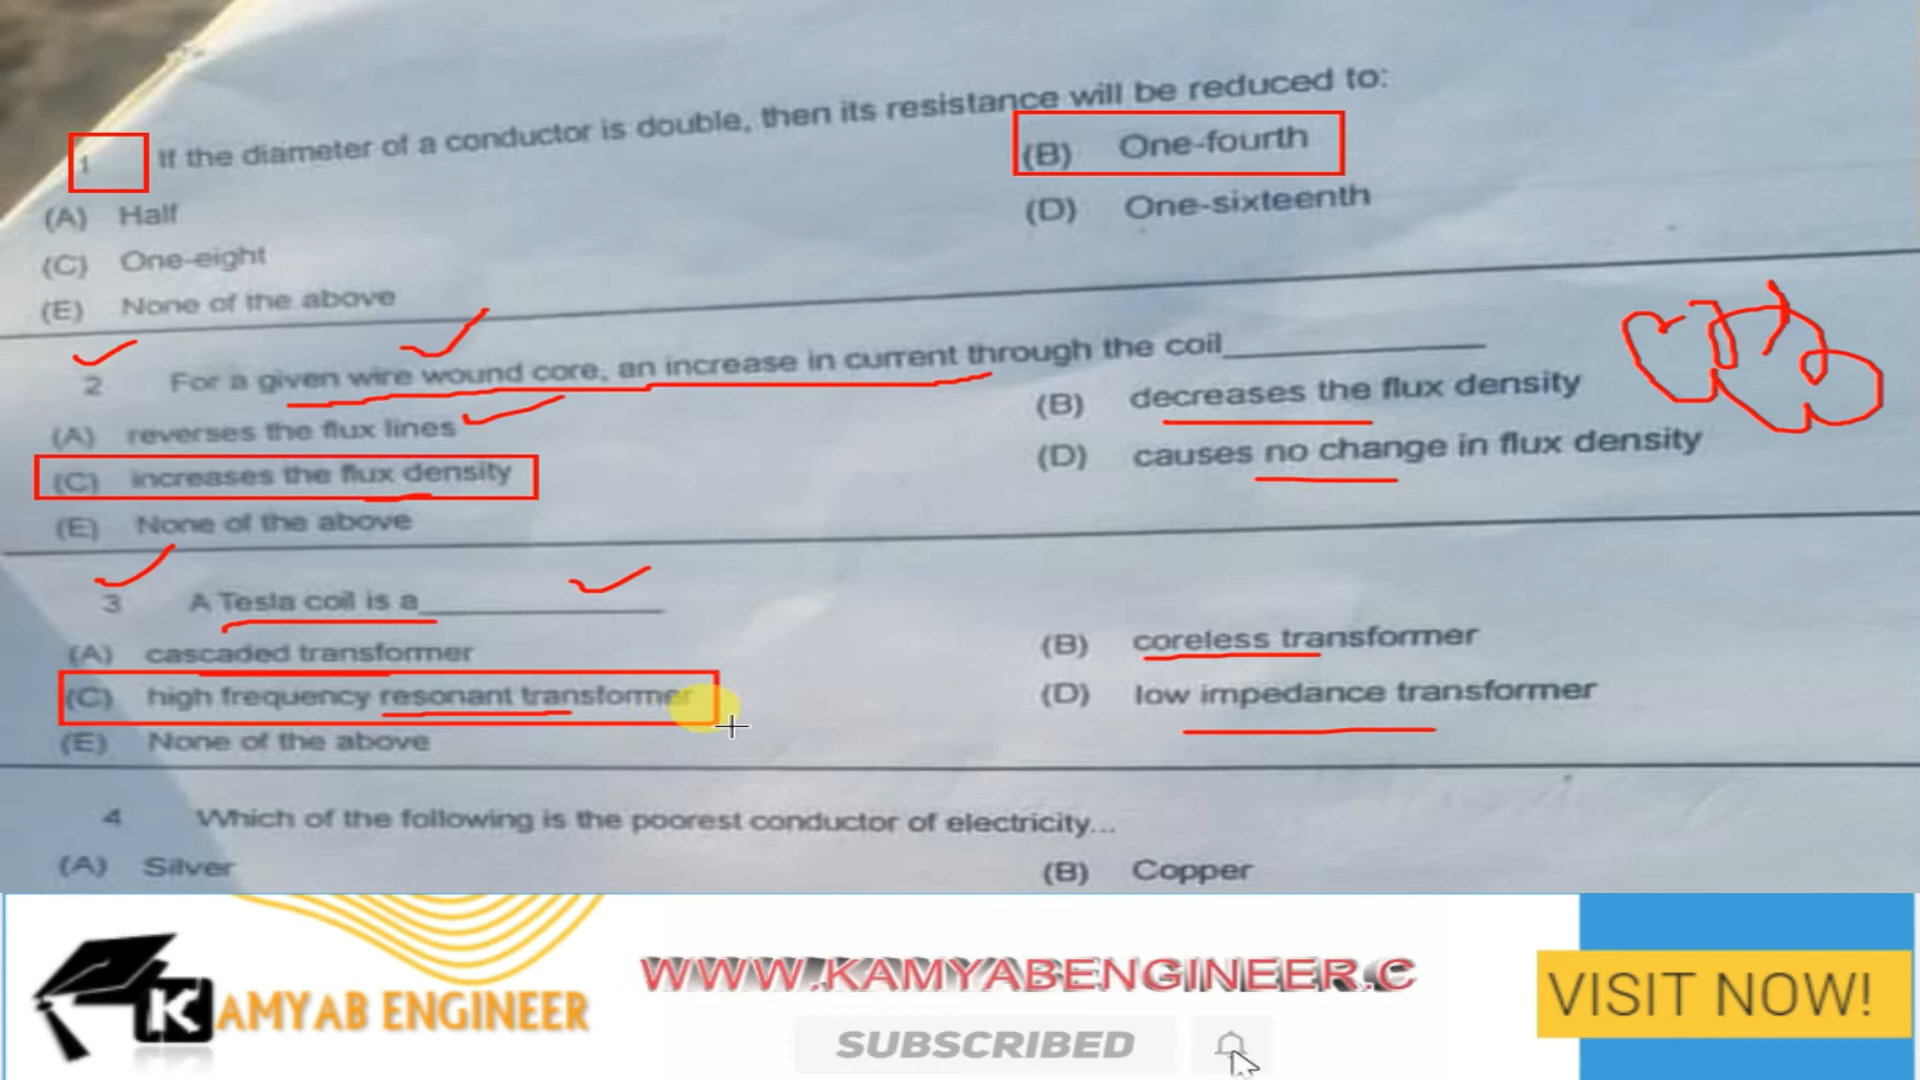 1 If the diameter of a conductor is double, then its resistance will be reduced to:
(A) Half
(B) One-fourth
(C) One-eight
(D) One-sixteenth
(E) None of the above
2 For a given wire wound core, an increase in current through the coil______________
(A) reverses the flux lines
(B) decreases the flux density
(C) increases the flux density
(D) causes no change in flux density
(E) None of the above
3 A Tesla coil is a______________
(A) cascaded transformer
(B) coreless transformer
(C) high frequency resonant transformer
(D) low impedance transformer
(E) None of the above
4 Which of the following is the poorest conductor of electricity...
(A) Silver
(B) Copper
KAMYAB ENGINEER
WWW.KAMYABENGINEER.C
SUBSCRIBED
VISIT NOW!